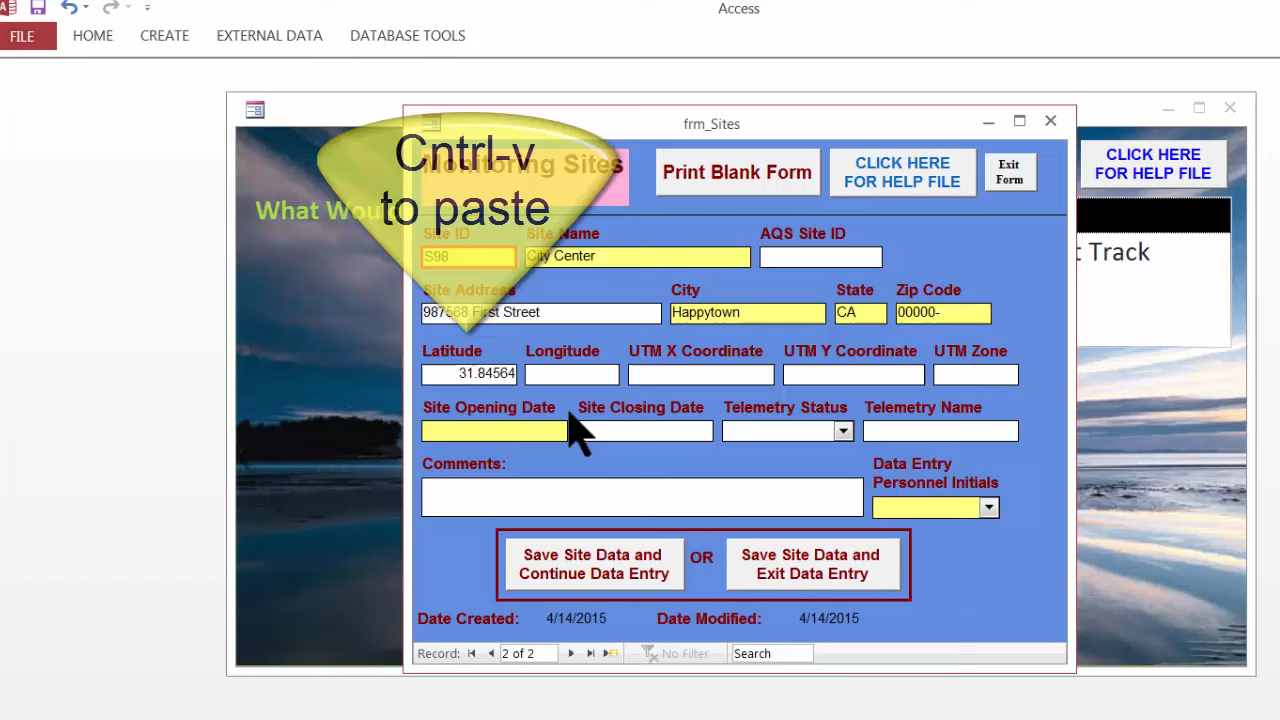 Access
FILE HOME CREATE EXTERNAL DATA DATABASE TOOLS
frm_Sites
Cntrl-v
to paste
Monitoring Sites
Print Blank Form
CLICK HERE
FOR HELP FILE
Exit
Form
CLICK HERE
FOR HELP FILE
What Wou
t Track
Site ID Site Name AQS Site ID
S98 City Center
Site Address City State Zip Code
987568 First Street Happytown CA 00000-
Latitude Longitude UTM X Coordinate UTM Y Coordinate UTM Zone
31.84564
Site Opening Date Site Closing Date Telemetry Status Telemetry Name
Comments:
Data Entry
Personnel Initials
Save Site Data and
Continue Data Entry
OR
Save Site Data and
Exit Data Entry
Date Created: 4/14/2015 Date Modified: 4/14/2015
Record: 2 of 2 No Filter Search